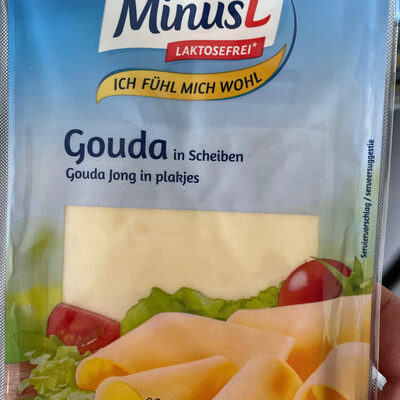 MinusL
LAKTOSEFREI*
ICH FÜHL MICH WOHL
Gouda in Scheiben
Gouda Jong in plakjes
Serviervorschlag / serveersuggestie